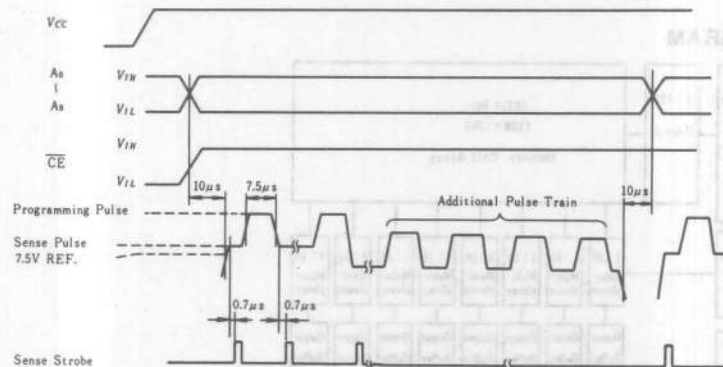 VCC
A0
≀
A9
VIH
VIL
CE
VIH
VIL
10μs
7.5μs
10μs
Programming Pulse
Additional Pulse Train
Sense Pulse
7.5V REF.
0.7μs
0.7μs
Sense Strobe
RAM